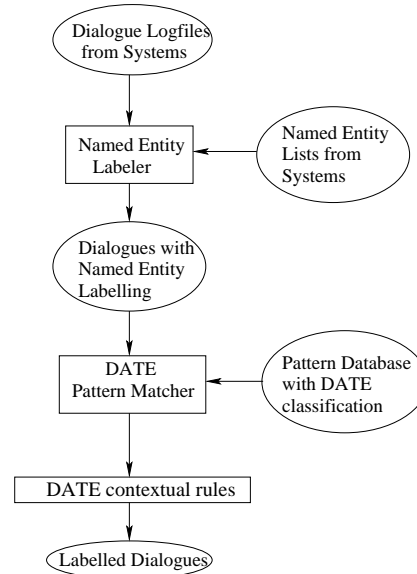 Dialogue Logfiles
from Systems
Named Entity
Labeler
Named Entity
Lists from
Systems
Dialogues with
Named Entity
Labelling
DATE
Pattern Matcher
Pattern Database
with DATE
classification
DATE contextual rules
Labelled Dialogues